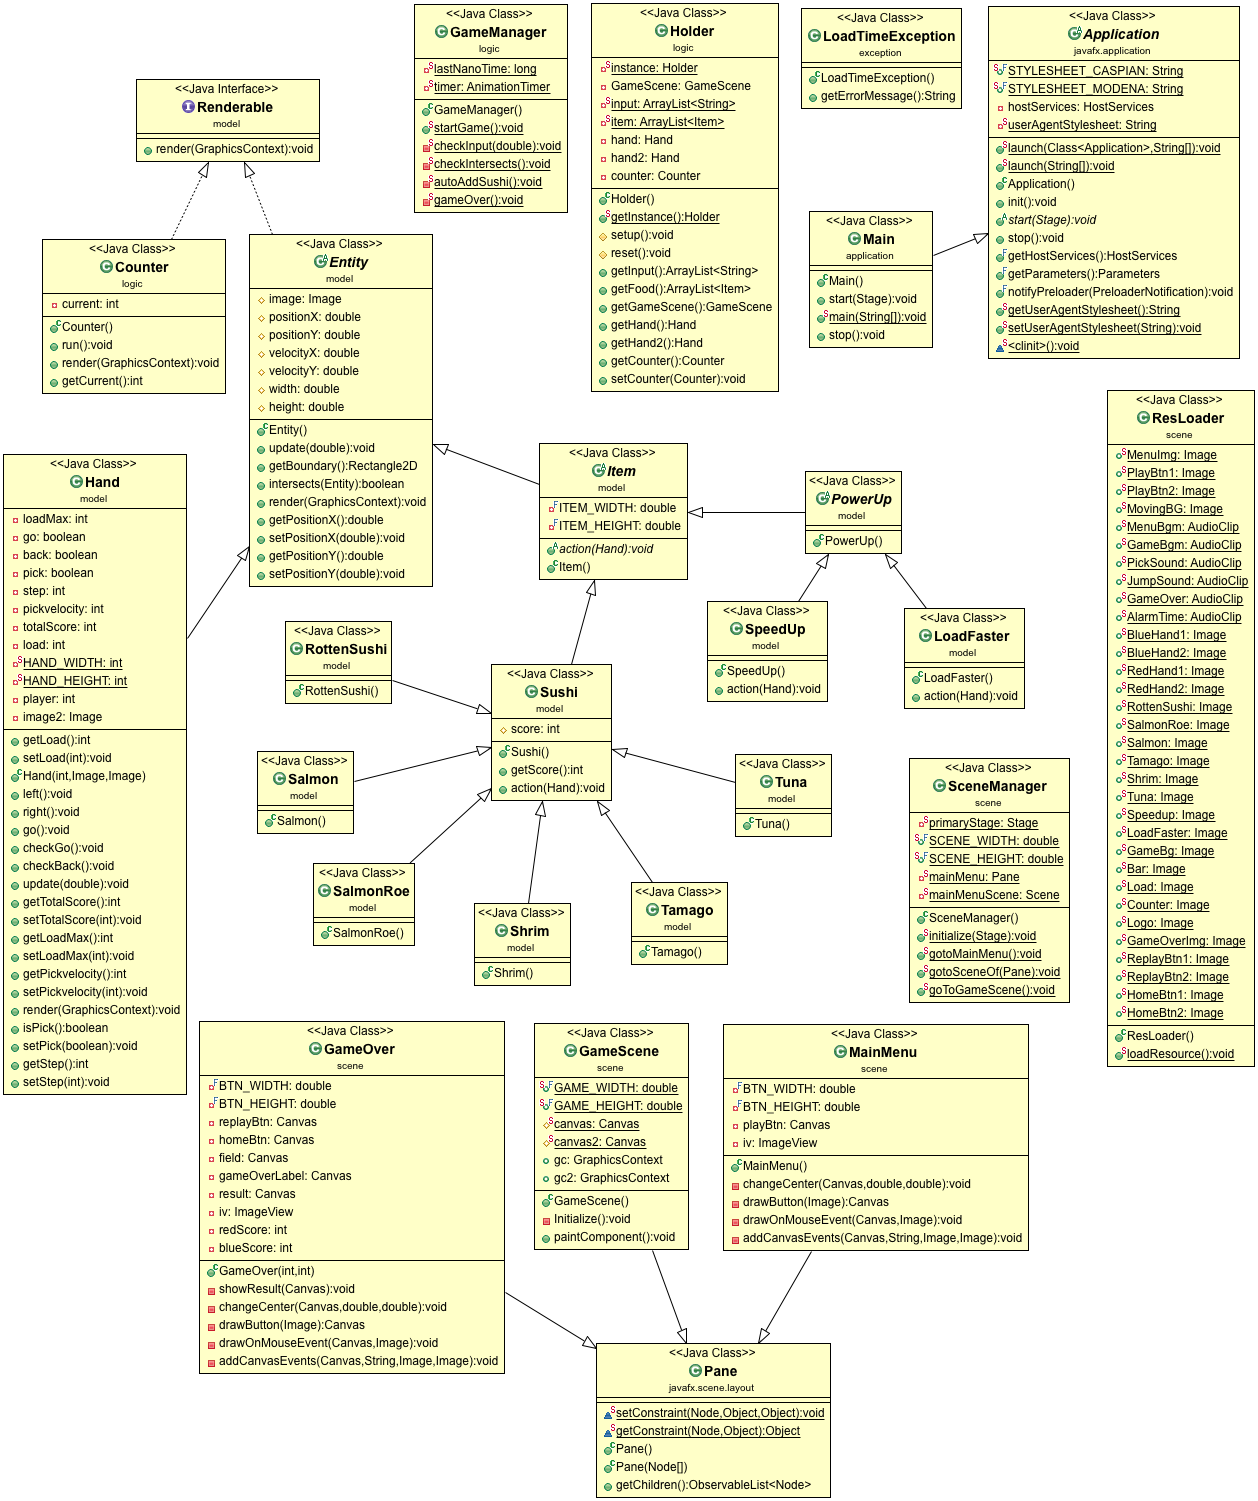 <<Java Class>>
GameManager
logic
lastNanoTime: long
timer: AnimationTimer
GameManager()
startGame():void
checkInput(double):void
checkIntersects():void
autoAddSushi():void
gameOver():void
<<Java Class>>
Holder
logic
instance: Holder
GameScene: GameScene
input: ArrayList<String>
item: ArrayList<Item>
hand: Hand
hand2: Hand
counter: Counter
Holder()
getInstance():Holder
setup():void
reset():void
getInput():ArrayList<String>
getFood():ArrayList<Item>
getGameScene():GameScene
getHand():Hand
getHand2():Hand
getCounter():Counter
setCounter(Counter):void
<<Java Class>>
LoadTimeException
exception
LoadTimeException()
getErrorMessage():String
<<Java Class>>
Application
javafx.application
STYLESHEET_CASPIAN: String
STYLESHEET_MODENA: String
hostServices: HostServices
userAgentStylesheet: String
launch(Class<Application>,String[]):void
launch(String[]):void
Application()
init():void
start(Stage):void
stop():void
getHostServices():HostServices
getParameters():Parameters
notifyPreloader(PreloaderNotification):void
getUserAgentStylesheet():String
setUserAgentStylesheet(String):void
<clinit>():void
<<Java Interface>>
Renderable
model
render(GraphicsContext):void
<<Java Class>>
Main
application
Main()
start(Stage):void
main(String[]):void
stop():void
<<Java Class>>
Counter
logic
current: int
Counter()
run():void
render(GraphicsContext):void
getCurrent():int
<<Java Class>>
Entity
model
image: Image
positionX: double
positionY: double
velocityX: double
velocityY: double
width: double
height: double
Entity()
update(double):void
getBoundary():Rectangle2D
intersects(Entity):boolean
render(GraphicsContext):void
getPositionX():double
setPositionX(double):void
getPositionY():double
setPositionY(double):void
<<Java Class>>
ResLoader
scene
MenuImg: Image
PlayBtn1: Image
PlayBtn2: Image
MovingBG: Image
MenuBgm: AudioClip
GameBgm: AudioClip
PickSound: AudioClip
JumpSound: AudioClip
GameOver: AudioClip
AlarmTime: AudioClip
BlueHand1: Image
BlueHand2: Image
RedHand1: Image
RedHand2: Image
RottenSushi: Image
SalmonRoe: Image
Salmon: Image
Tamago: Image
Shrim: Image
Tuna: Image
Speedup: Image
LoadFaster: Image
GameBg: Image
Bar: Image
Load: Image
Counter: Image
Logo: Image
GameOverImg: Image
ReplayBtn1: Image
ReplayBtn2: Image
HomeBtn1: Image
HomeBtn2: Image
ResLoader()
loadResource():void
<<Java Class>>
Hand
model
loadMax: int
go: boolean
back: boolean
pick: boolean
step: int
pickvelocity: int
totalScore: int
load: int
HAND_WIDTH: int
HAND_HEIGHT: int
player: int
image2: Image
getLoad():int
setLoad(int):void
Hand(int,Image,Image)
left():void
right():void
go():void
checkGo():void
checkBack():void
update(double):void
getTotalScore():int
setTotalScore(int):void
getLoadMax():int
setLoadMax(int):void
getPickvelocity():int
setPickvelocity(int):void
render(GraphicsContext):void
isPick():boolean
setPick(boolean):void
getStep():int
setStep(int):void
<<Java Class>>
Item
model
ITEM_WIDTH: double
ITEM_HEIGHT: double
action(Hand):void
Item()
<<Java Class>>
PowerUp
model
PowerUp()
<<Java Class>>
SpeedUp
model
SpeedUp()
action(Hand):void
<<Java Class>>
LoadFaster
model
LoadFaster()
action(Hand):void
<<Java Class>>
RottenSushi
model
RottenSushi()
<<Java Class>>
Sushi
model
score: int
Sushi()
getScore():int
action(Hand):void
<<Java Class>>
Salmon
model
Salmon()
<<Java Class>>
Tuna
model
Tuna()
<<Java Class>>
SalmonRoe
model
SalmonRoe()
<<Java Class>>
Shrim
model
Shrim()
<<Java Class>>
Tamago
model
Tamago()
<<Java Class>>
SceneManager
scene
primaryStage: Stage
SCENE_WIDTH: double
SCENE_HEIGHT: double
mainMenu: Pane
mainMenuScene: Scene
SceneManager()
initialize(Stage):void
gotoMainMenu():void
gotoSceneOf(Pane):void
goToGameScene():void
<<Java Class>>
GameOver
scene
BTN_WIDTH: double
BTN_HEIGHT: double
replayBtn: Canvas
homeBtn: Canvas
field: Canvas
gameOverLabel: Canvas
result: Canvas
iv: ImageView
redScore: int
blueScore: int
GameOver(int,int)
showResult(Canvas):void
changeCenter(Canvas,double,double):void
drawButton(Image):Canvas
drawOnMouseEvent(Canvas,Image):void
addCanvasEvents(Canvas,String,Image,Image):void
<<Java Class>>
GameScene
scene
GAME_WIDTH: double
GAME_HEIGHT: double
canvas: Canvas
canvas2: Canvas
gc: GraphicsContext
gc2: GraphicsContext
GameScene()
Initialize():void
paintComponent():void
<<Java Class>>
MainMenu
scene
BTN_WIDTH: double
BTN_HEIGHT: double
playBtn: Canvas
iv: ImageView
MainMenu()
changeCenter(Canvas,double,double):void
drawButton(Image):Canvas
drawOnMouseEvent(Canvas,Image):void
addCanvasEvents(Canvas,String,Image,Image):void
<<Java Class>>
Pane
javafx.scene.layout
setConstraint(Node,Object,Object):void
getConstraint(Node,Object):Object
Pane()
Pane(Node[])
getChildren():ObservableList<Node>